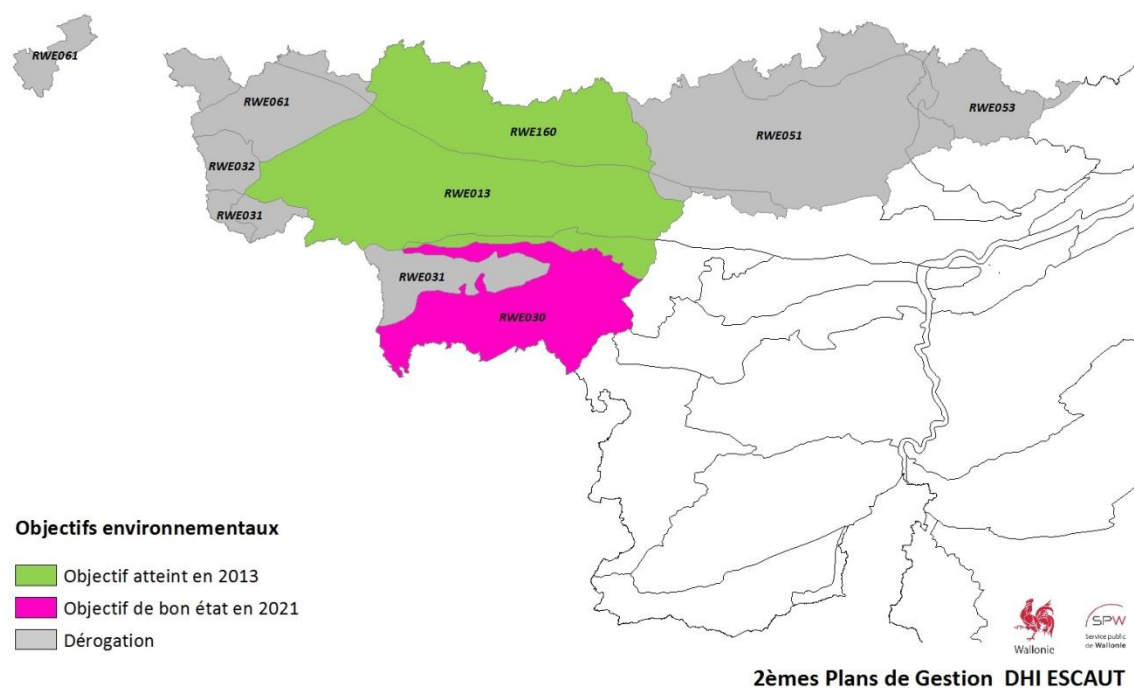 RWE061
RWE061
RWE160
RWE051
RWE053
RWE032
RWE013
RWE031
RWE031
RWE030
Objectifs environnementaux
Objectif atteint en 2013
Objectif de bon état en 2021
Dérogation
Wallonie
SPW
Service public
de Wallonie
2èmes Plans de Gestion DHI ESCAUT